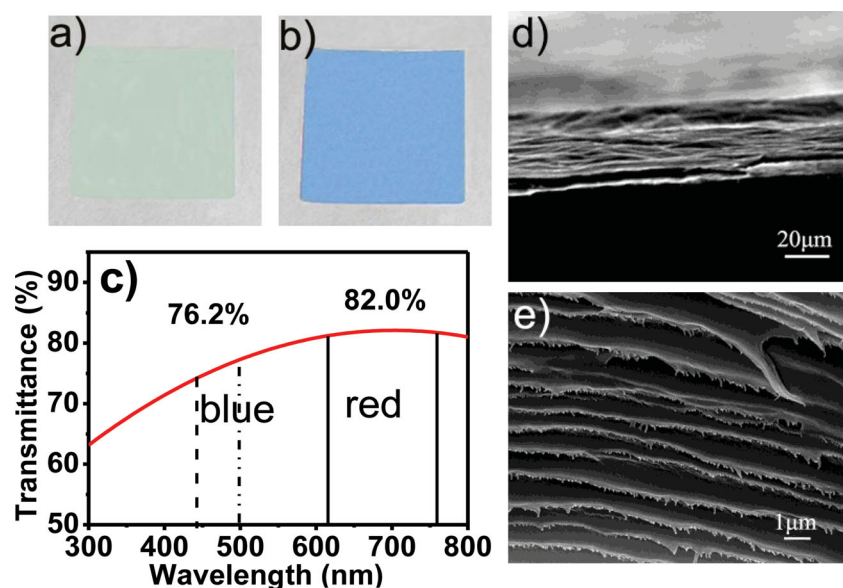 a)
b)
c)
95
90
80
70
60
50
Transmittance (%)
76.2%
82.0%
blue
red
300 400 500 600 700 800
Wavelength (nm)
d)
20μm
e)
1μm